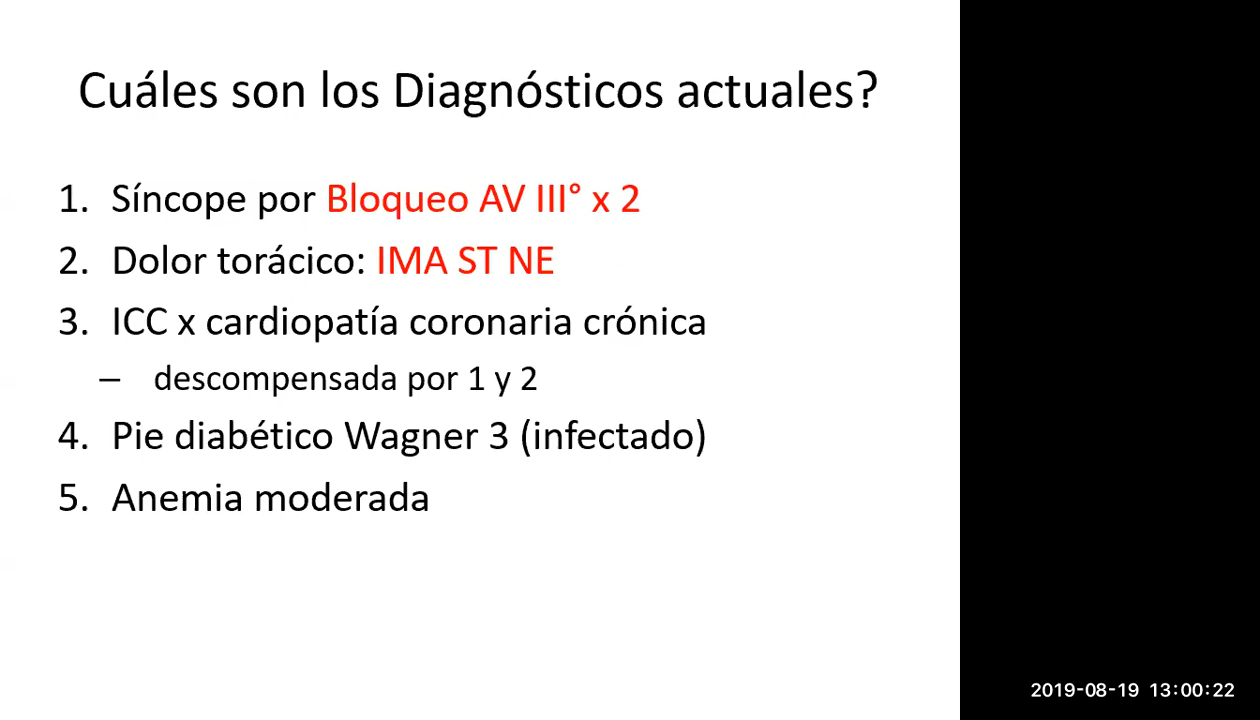 Cuáles son los Diagnósticos actuales?
1. Síncope por Bloqueo AV III° x 2
2. Dolor torácico: IMA ST NE
3. ICC x cardiopatía coronaria crónica
– descompensada por 1 y 2
4. Pie diabético Wagner 3 (infectado)
5. Anemia moderada
2019-08-19 13:00:22